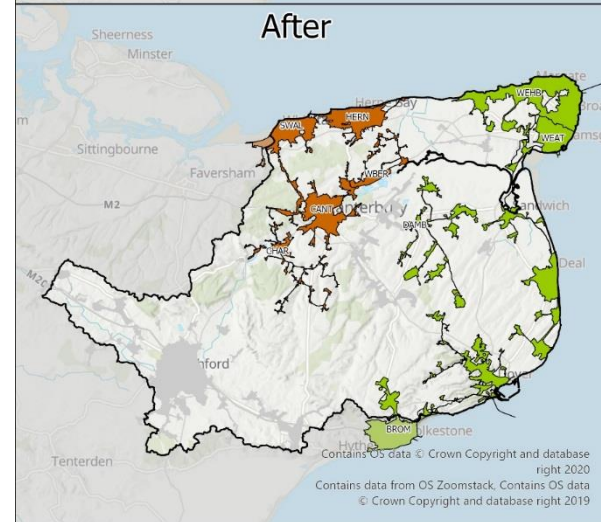 After
Sheerness
Minster
Sittingbourne
Faversham
M2
Herne Bay
HERN
SWAL
WBER
CANT
CHAR
DAMB
WEHB
WEAT
Deal
M20
Tenterden
BROM
Contains OS data © Crown Copyright and database
right 2020
Contains data from OS Zoomstack, Contains OS data
© Crown Copyright and database right 2019